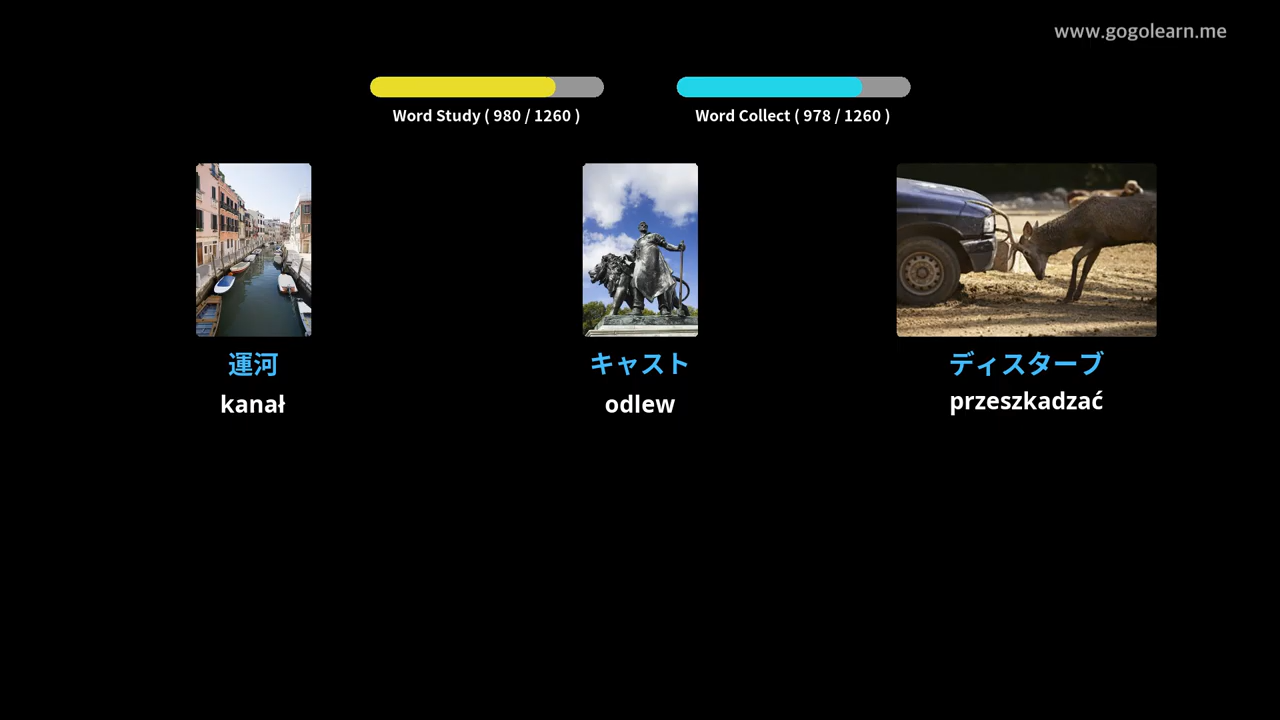 www.gogolearn.me
Word Study ( 980 / 1260 )
Word Collect ( 978 / 1260 )
運河
キャスト
ディスターブ
kanał
odlew
przeszkadzać